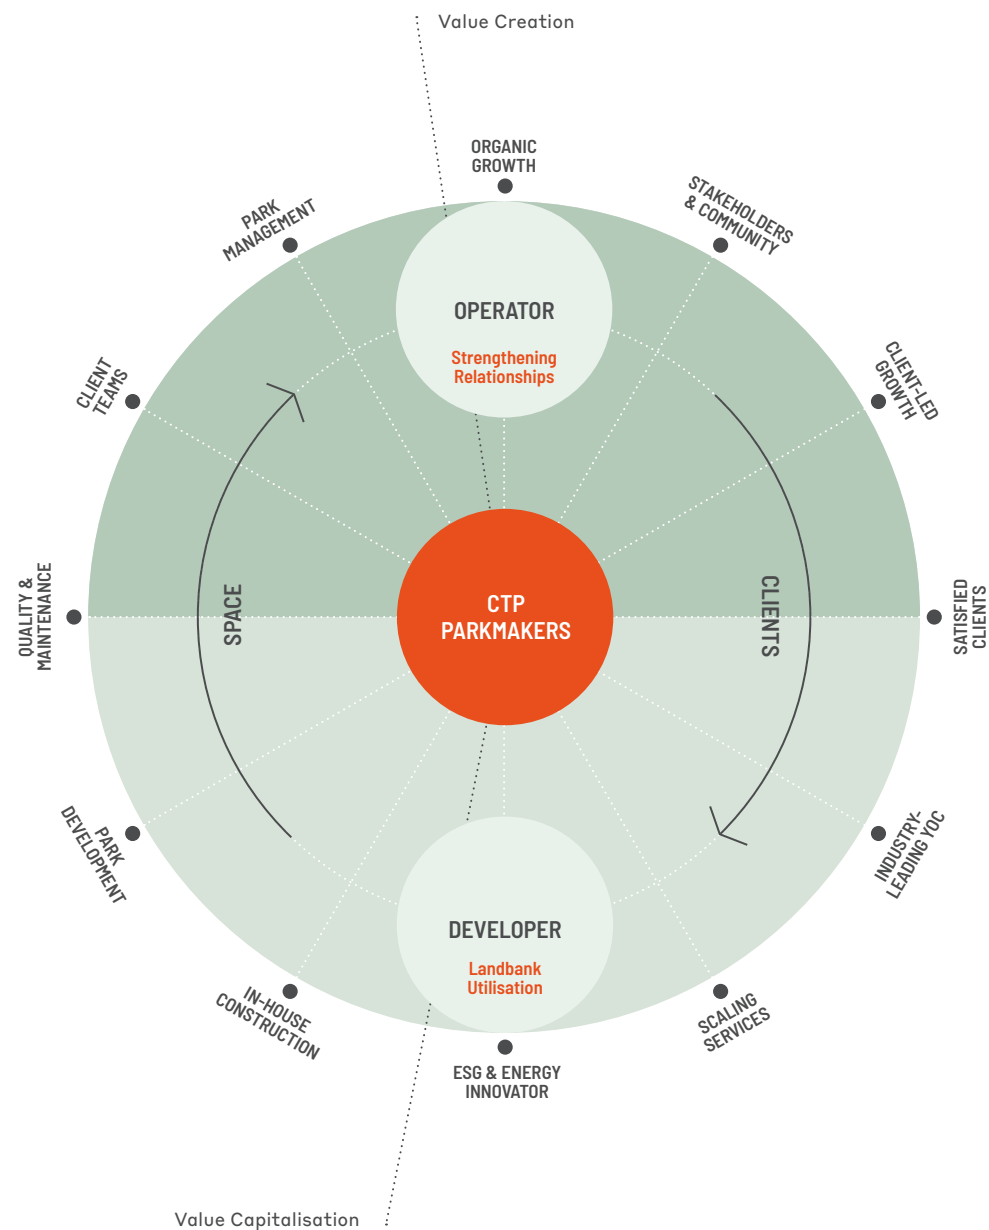 Value Creation
ORGANIC
GROWTH
STAKEHOLDERS
& COMMUNITY
PARK
MANAGEMENT
OPERATOR
Strengthening
Relationships
CLIENT-LED
GROWTH
CLIENT
TEAMS
CTP
PARKMAKERS
SPACE
CLIENTS
QUALITY &
MAINTENANCE
SATISFIED
CLIENTS
PARK
DEVELOPMENT
INDUSTRY-
LEADING YOC
DEVELOPER
Landbank
Utilisation
IN-HOUSE
CONSTRUCTION
SCALING
SERVICES
ESG & ENERGY
INNOVATOR
Value Capitalisation